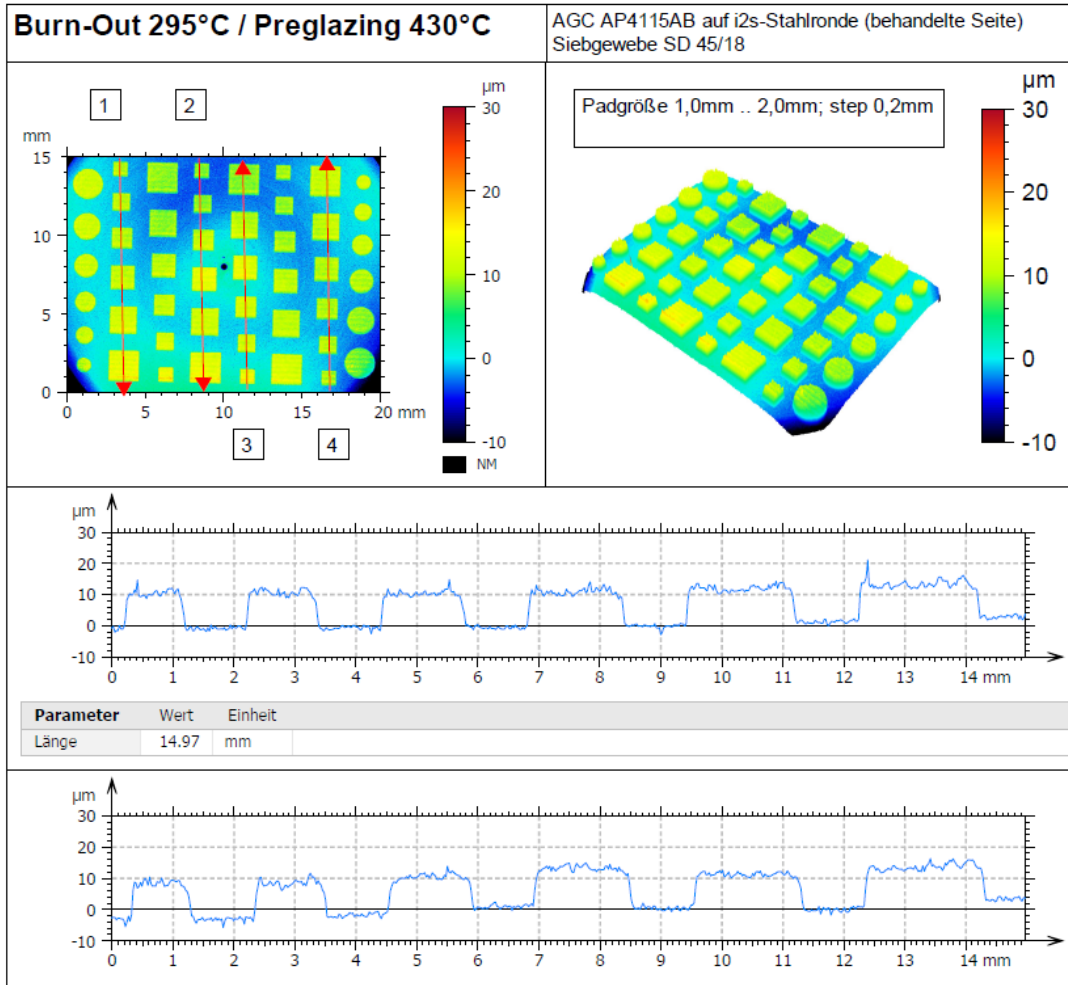 Burn-Out 295°C / Preglazing 430°C
AGC AP4115AB auf i2s-Stahlronde (behandelte Seite)
Siebgewebe SD 45/18
1
2
µm
30
20
10
0
-10
NM
mm
15
10
5
0
0 5 10 15 20 mm
3
4
Padgröße 1,0mm .. 2,0mm; step 0,2mm
µm
30
20
10
0
-10
µm
30
20
10
0
-10
0 1 2 3 4 5 6 7 8 9 10 11 12 13 14 mm
Parameter Wert Einheit
Länge 14.97 mm
µm
30
20
10
0
-10
0 1 2 3 4 5 6 7 8 9 10 11 12 13 14 mm